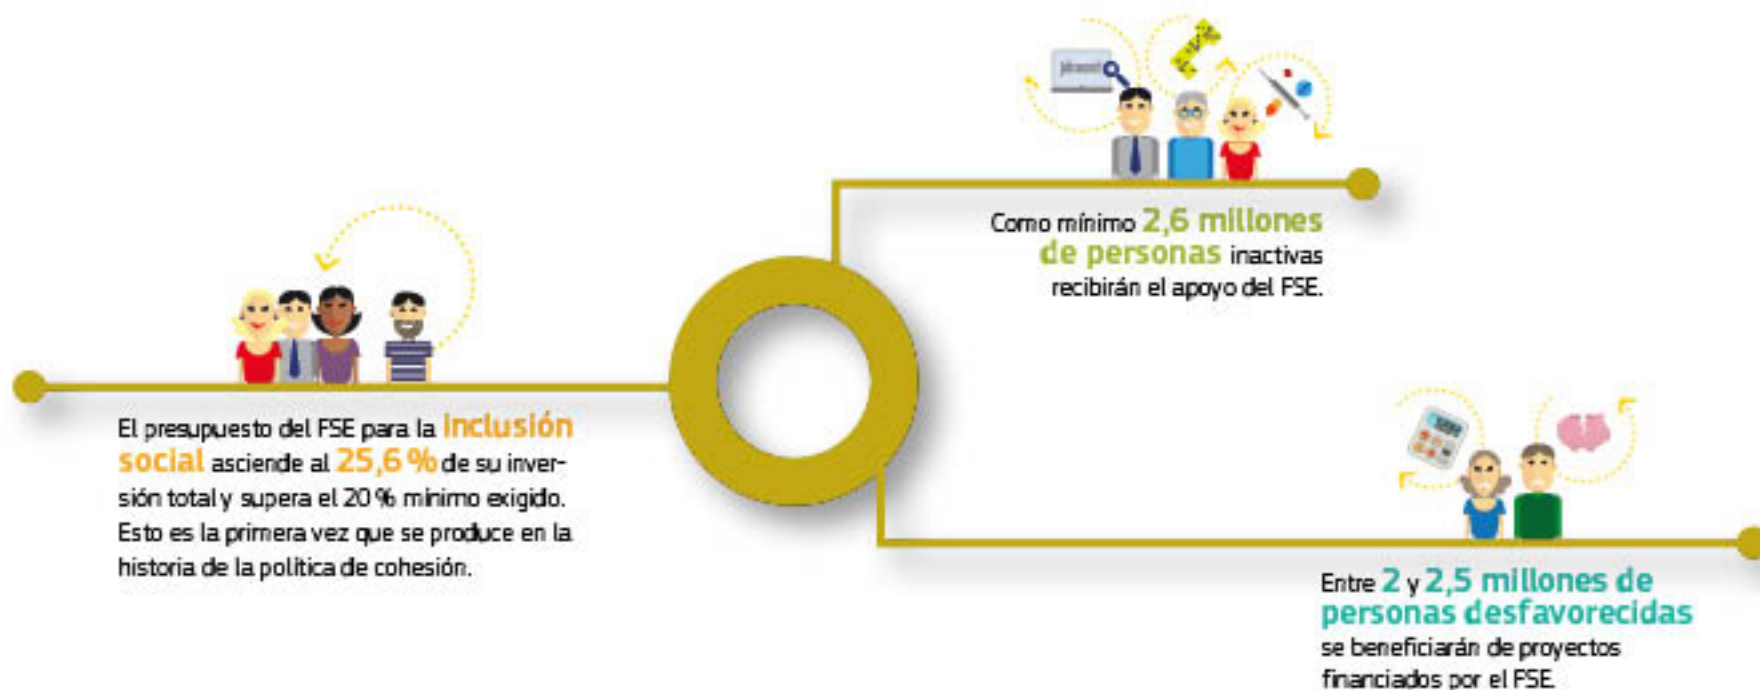 Como mínimo 2,6 millones
de personas inactivas
recibirán el apoyo del FSE.
El presupuesto del FSE para la inclusión
social asciende al 25,6 % de su inver-
sión total y supera el 20 % mínimo exigido.
Esto es la primera vez que se produce en la
historia de la política de cohesión.
Entre 2 y 2,5 millones de
personas desfavorecidas
se beneficiarán de proyectos
financiados por el FSE.